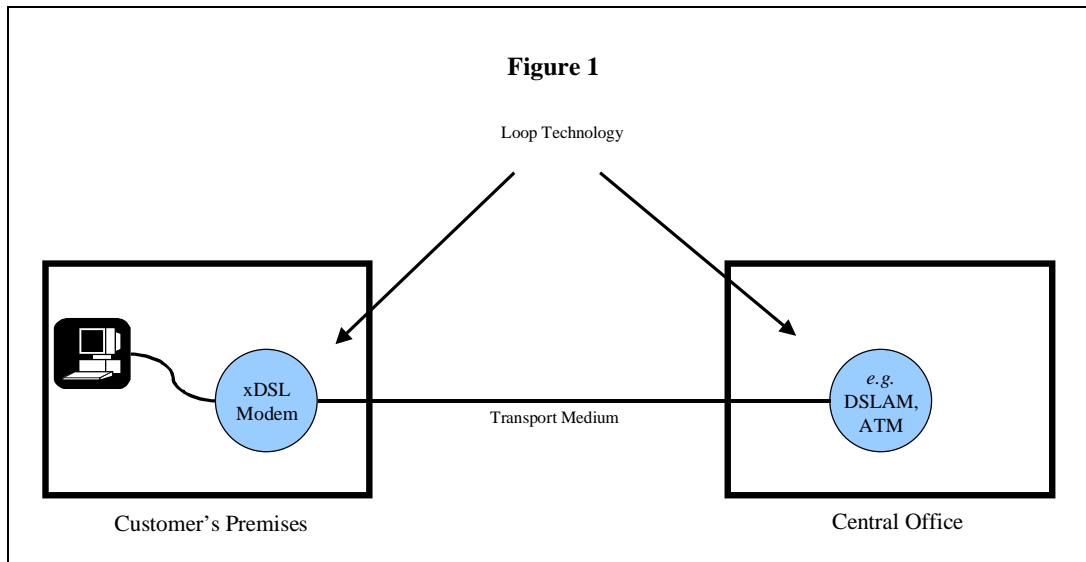 Figure 1
Loop Technology
xDSL
Modem
Transport Medium
e.g.
DSLAM,
ATM
Customer’s Premises
Central Office